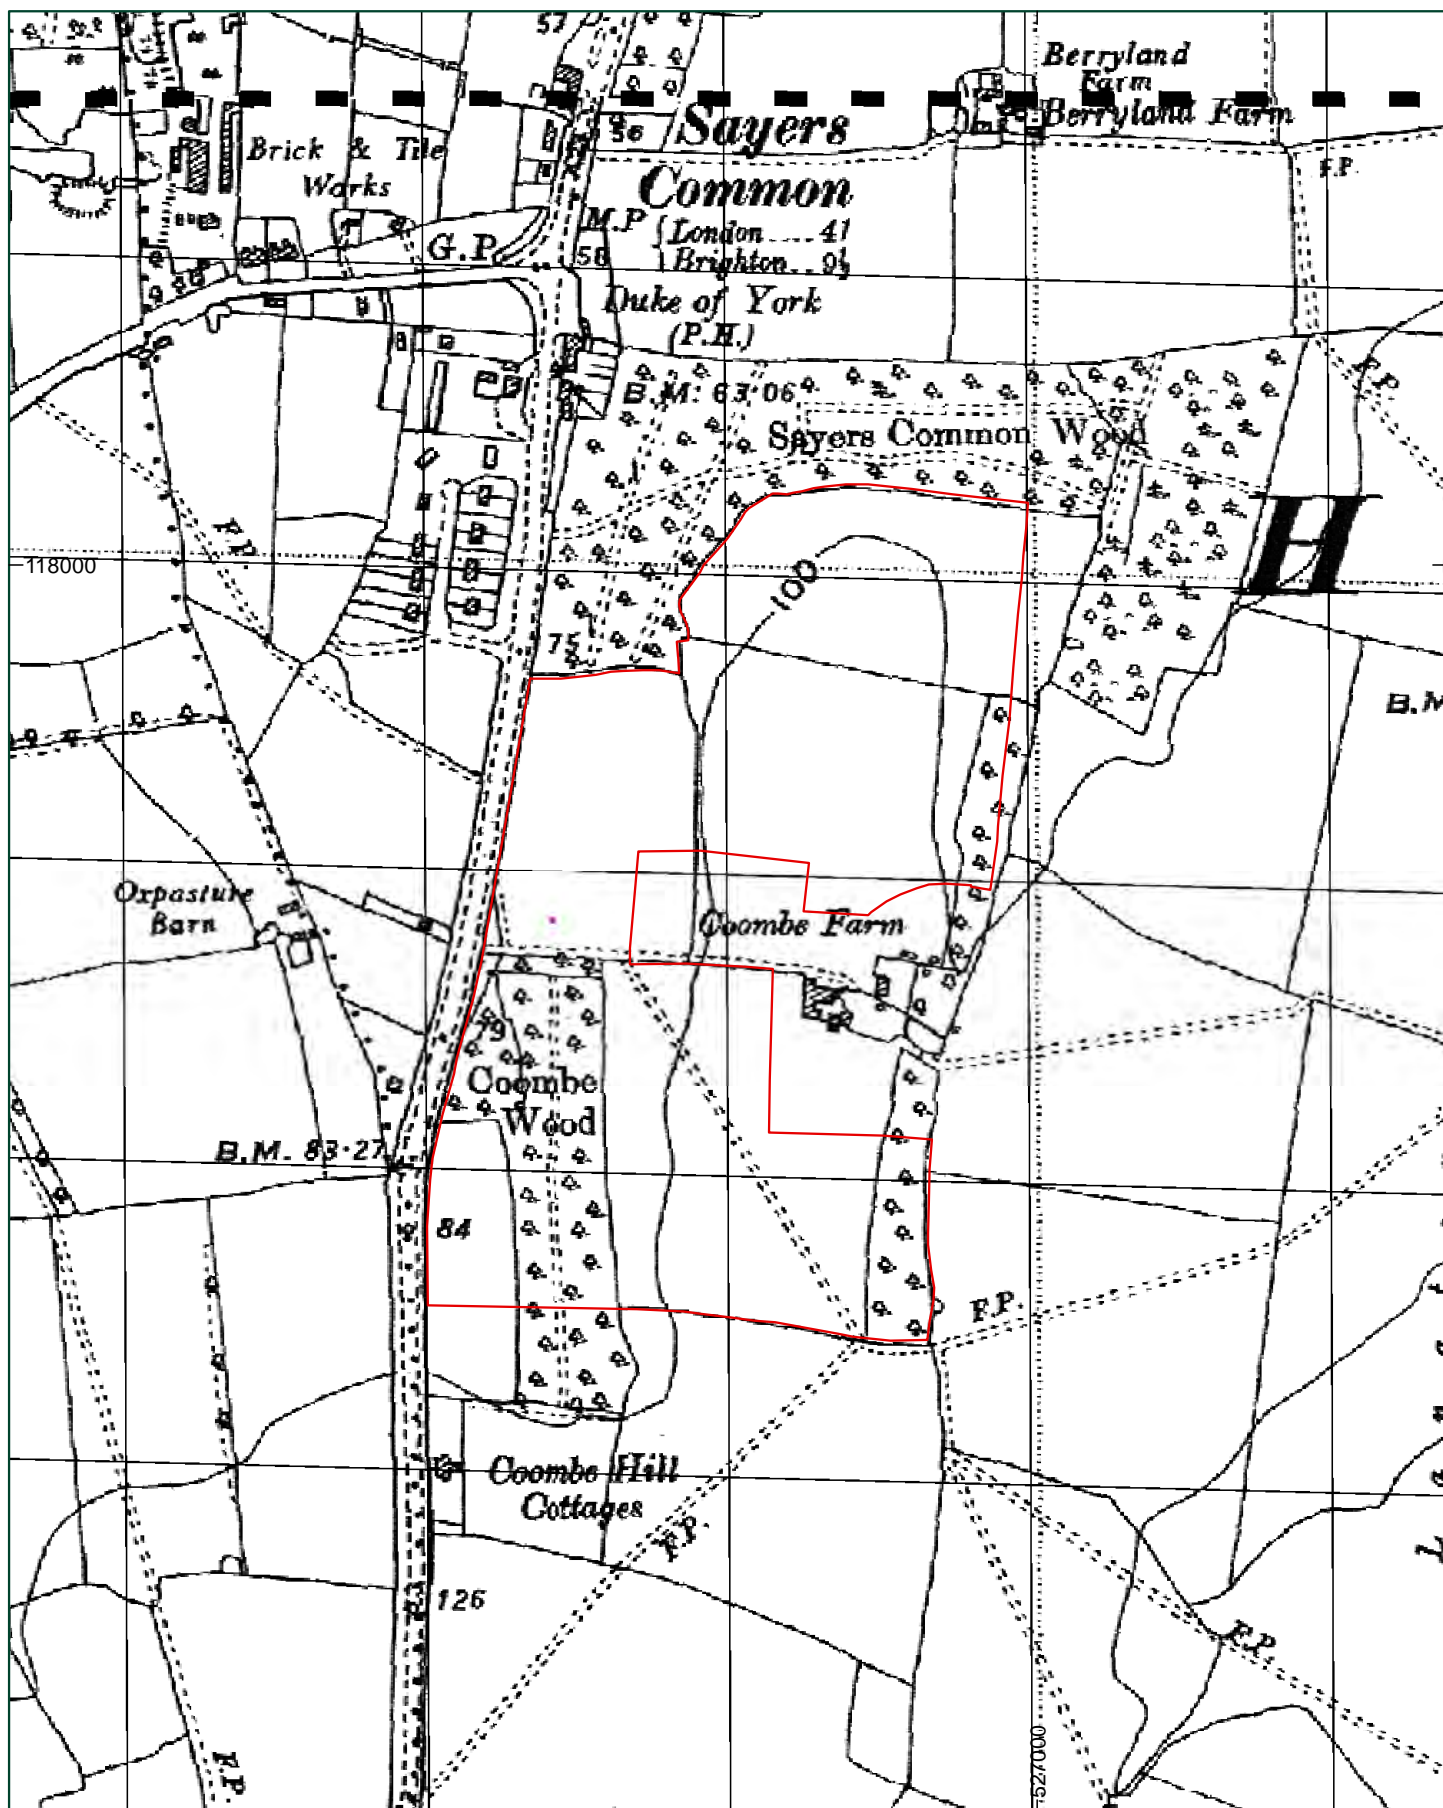 57
Berryland
Farm
Berryland Farm
56
Sayers
Common
Brick & Tile
Works
F.P.
M.P
London .... 41
58
Brighton .. 9½
G.P.
Duke of York
(P.H.)
F.P.
B.M. 63·06
Sayers Common Wood
H
F.P.
118000
100
75
B.M
Oxpasture
Barn
Coombe Farm
79
Coombe
Wood
B.M. 83·27
84
F.P.
Coombe Hill
Cottages
F.P.
126
F.P.
F.P.
527000